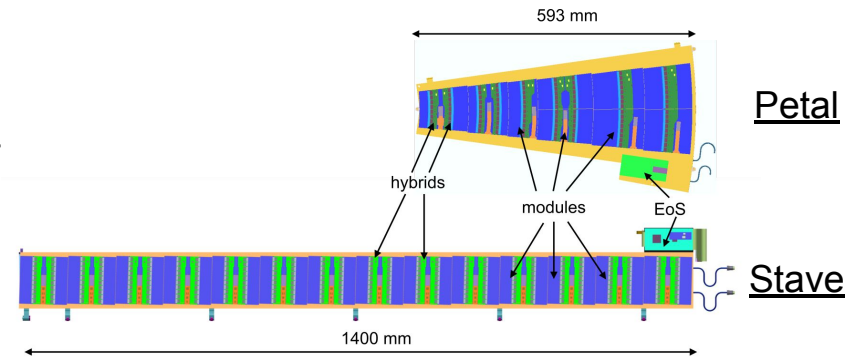 593 mm
Petal
hybrids
modules
EoS
Stave
1400 mm